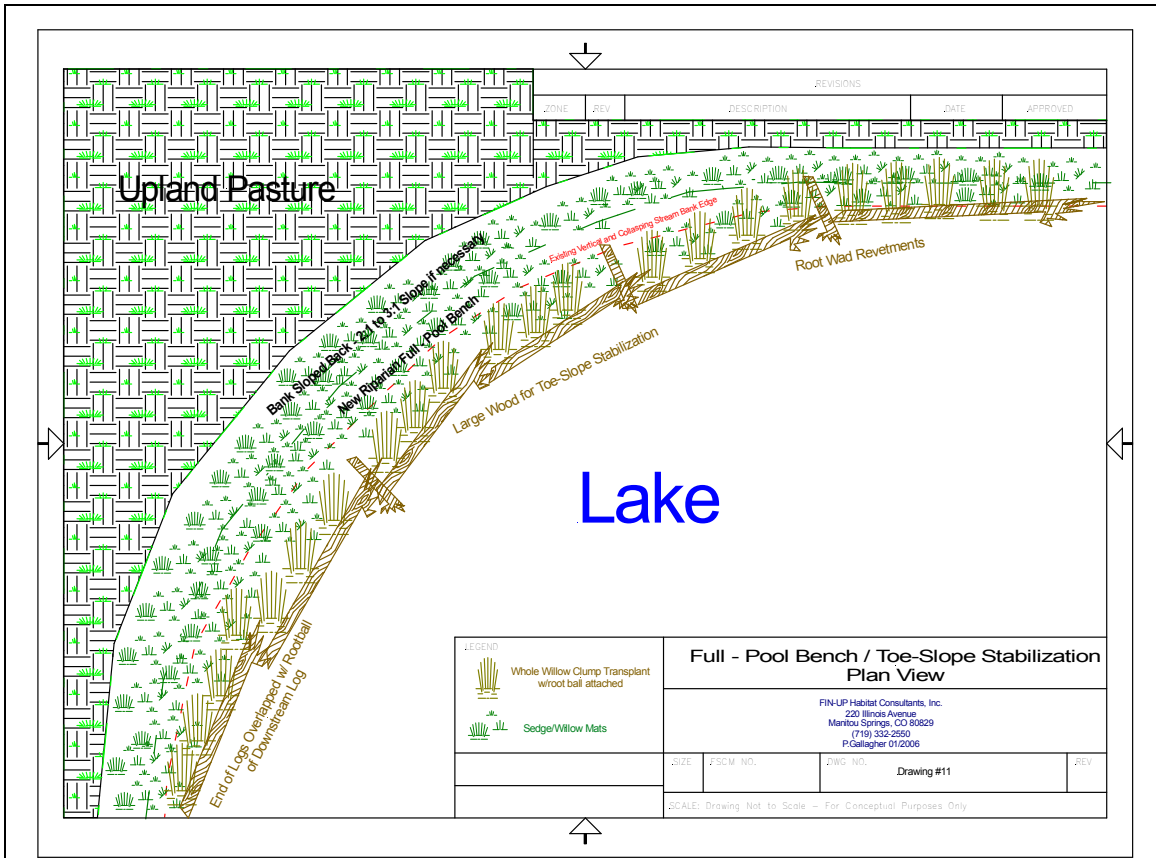 REVISIONS
ZONE REV DESCRIPTION DATE APPROVED
Upland Pasture
Existing Vertical and Collasping Stream Bank Edge
Bank Sloped Back - 2:1 to 3:1 Slope if necessary
New Riparian Full - Pool Bench
Root Wad Revetments
Large Wood for Toe-Slope Stabilization
Lake
End of Logs Overlapped w/ Rootball
of Downstream Log
LEGEND
Whole Willow Clump Transplant
w/root ball attached
Sedge/Willow Mats
Full - Pool Bench / Toe-Slope Stabilization
Plan View
FIN-UP Habitat Consultants, Inc.
220 Illinois Avenue
Manitou Springs, CO 80829
(719) 332-2550
P.Gallagher 01/2006
SIZE FSCM NO. DWG NO. Drawing #11 REV
SCALE: Drawing Not to Scale - For Conceptual Purposes Only